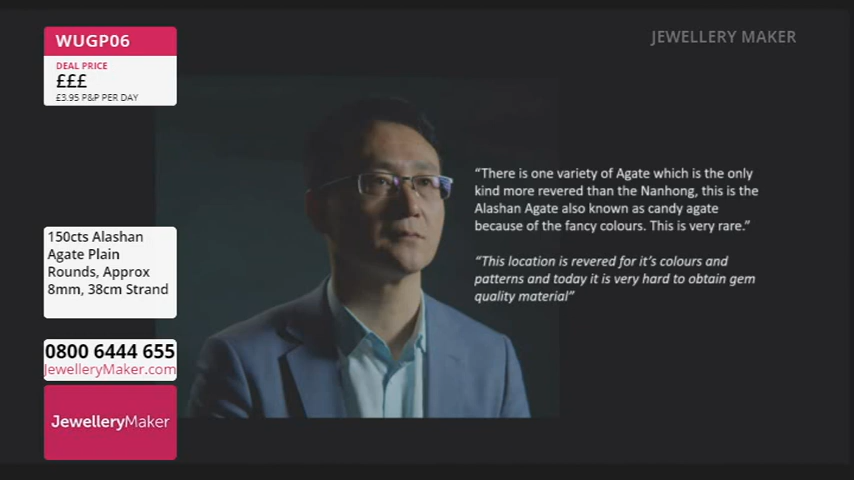 WUGP06
DEAL PRICE
£££
£3.95 P&P PER DAY
JEWELLERY MAKER
“There is one variety of Agate which is the only
kind more revered than the Nanhong, this is the
Alashan Agate also known as candy agate
because of the fancy colours. This is very rare.”
“This location is revered for it’s colours and
patterns and today it is very hard to obtain gem
quality material”
150cts Alashan
Agate Plain
Rounds, Approx
8mm, 38cm Strand
0800 6444 655
JewelleryMaker.com
JewelleryMaker